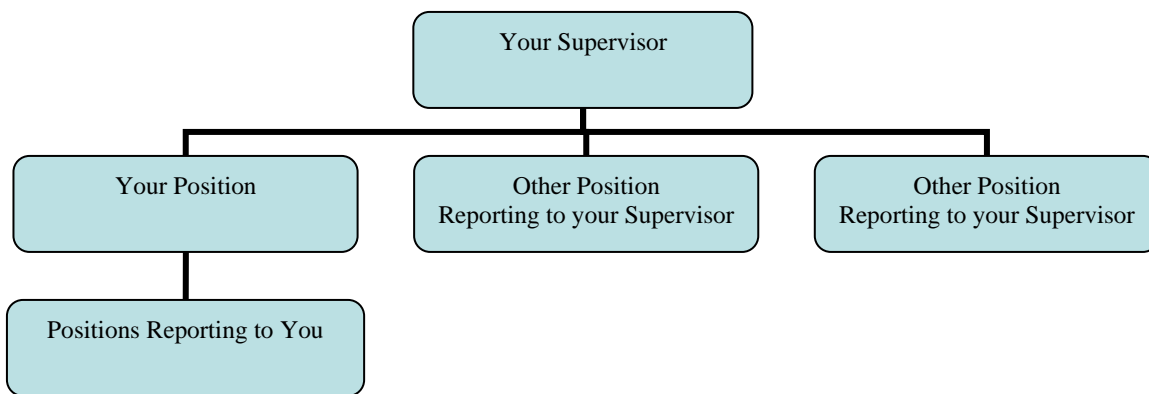 Your Supervisor
Your Position
Other Position
Reporting to your Supervisor
Other Position
Reporting to your Supervisor
Positions Reporting to You